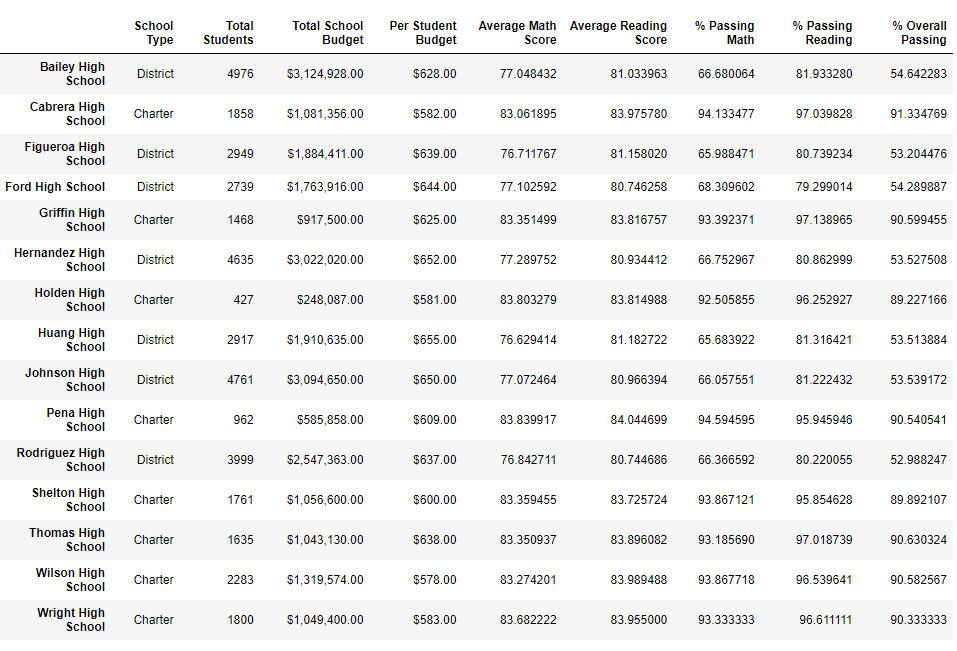 School Type Total Students Total School Budget Per Student Budget Average Math Score Average Reading Score % Passing Math % Passing Reading % Overall Passing
Bailey High School District 4976 $3,124,928.00 $628.00 77.048432 81.033963 66.680064 81.933280 54.642283
Cabrera High School Charter 1858 $1,081,356.00 $582.00 83.061895 83.975780 94.133477 97.039828 91.334769
Figueroa High School District 2949 $1,884,411.00 $639.00 76.711767 81.158020 65.988471 80.739234 53.204476
Ford High School District 2739 $1,763,916.00 $644.00 77.102592 80.746258 68.309602 79.299014 54.289887
Griffin High School Charter 1468 $917,500.00 $625.00 83.351499 83.816757 93.392371 97.138965 90.599455
Hernandez High School District 4635 $3,022,020.00 $652.00 77.289752 80.934412 66.752967 80.862999 53.527508
Holden High School Charter 427 $248,087.00 $581.00 83.803279 83.814988 92.505855 96.252927 89.227166
Huang High School District 2917 $1,910,635.00 $655.00 76.629414 81.182722 65.683922 81.316421 53.513884
Johnson High School District 4761 $3,094,650.00 $650.00 77.072464 80.966394 66.057551 81.222432 53.539172
Pena High School Charter 962 $585,858.00 $609.00 83.839917 84.044699 94.594595 95.945946 90.540541
Rodriguez High School District 3999 $2,547,363.00 $637.00 76.842711 80.744686 66.366592 80.220055 52.988247
Shelton High School Charter 1761 $1,056,600.00 $600.00 83.359455 83.725724 93.867121 95.854628 89.892107
Thomas High School Charter 1635 $1,043,130.00 $638.00 83.350937 83.896082 93.185690 97.018739 90.630324
Wilson High School Charter 2283 $1,319,574.00 $578.00 83.274201 83.989488 93.867718 96.539641 90.582567
Wright High School Charter 1800 $1,049,400.00 $583.00 83.682222 83.955000 93.333333 96.611111 90.333333